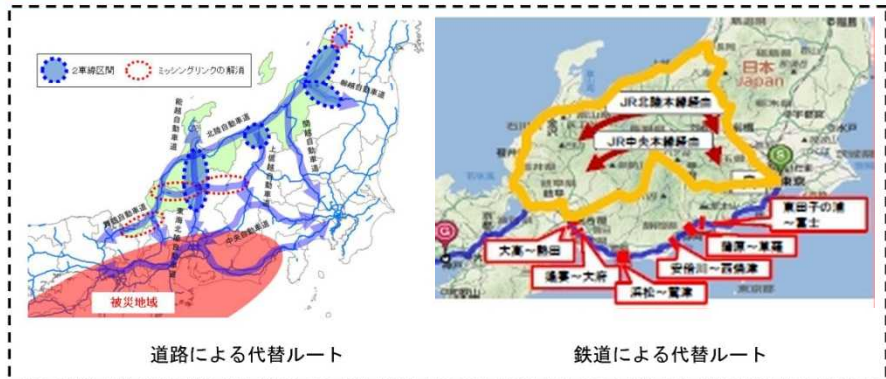 2車線区間
ミッシングリンクの解消
能越自動車道
北陸自動車道
磐越自動車道
関越自動車道
上信越自動車道
舞鶴自動車道
東海北陸自動車道
中央自動車道
被災地域
道路による代替ルート
日本
Japan
JR北陸本線経由
JR中央本線経由
東京
東田子の浦
~富士
蒲原~草薙
安倍川~西焼津
浜松~鷲津
逢妻~大府
大高~熱田
鉄道による代替ルート